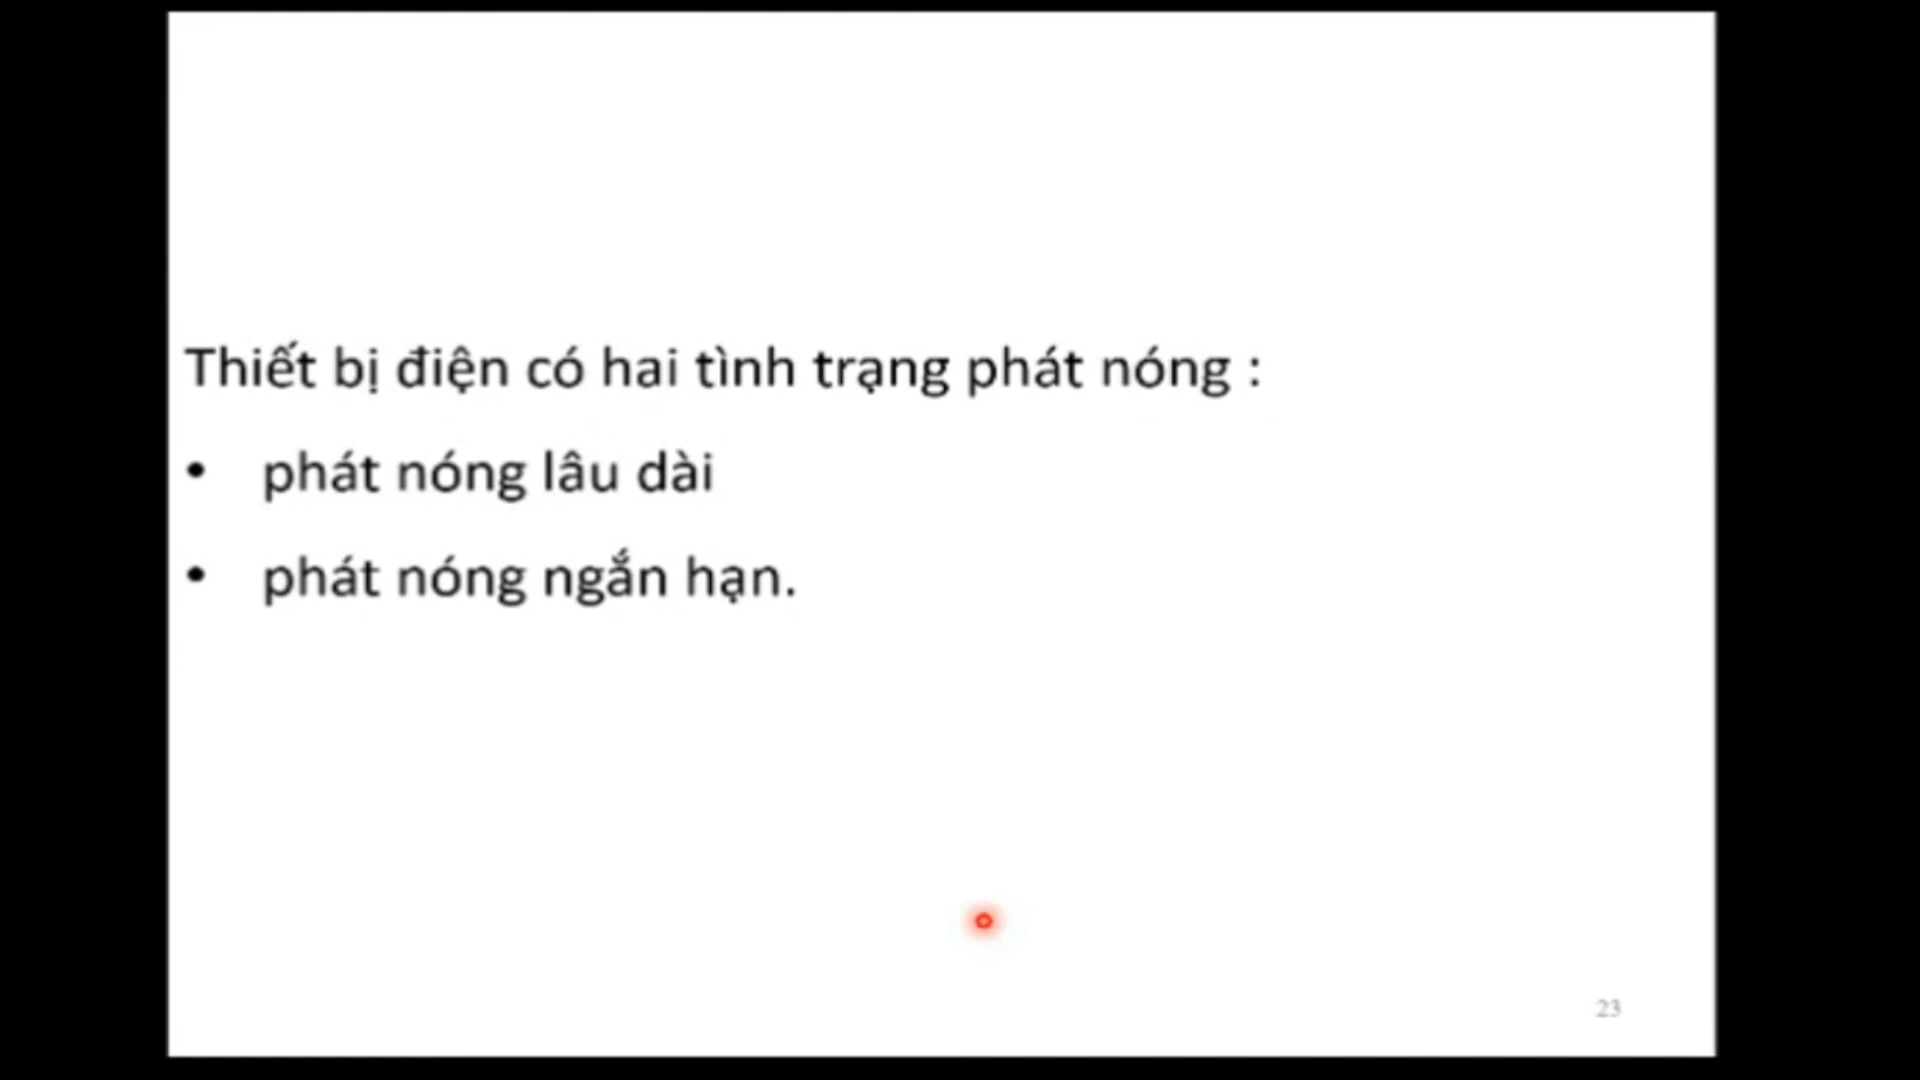 Thiết bị điện có hai tình trạng phát nóng :
• phát nóng lâu dài
• phát nóng ngắn hạn.
23